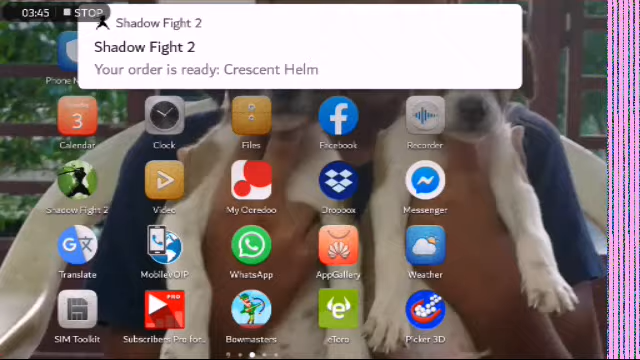 03:45 STOP
Shadow Fight 2
Shadow Fight 2
Your order is ready: Crescent Helm
Phone M
3
Calendar
Clock
Files
Facebook
Recorder
Shadow Fight 2
Video
My Ooredoo
Dropbox
Messenger
Translate
MobileVOIP
WhatsApp
AppGallery
Weather
PRO
SIM Toolkit
Subscribers Pro for...
Bowmasters
eToro
Picker 3D